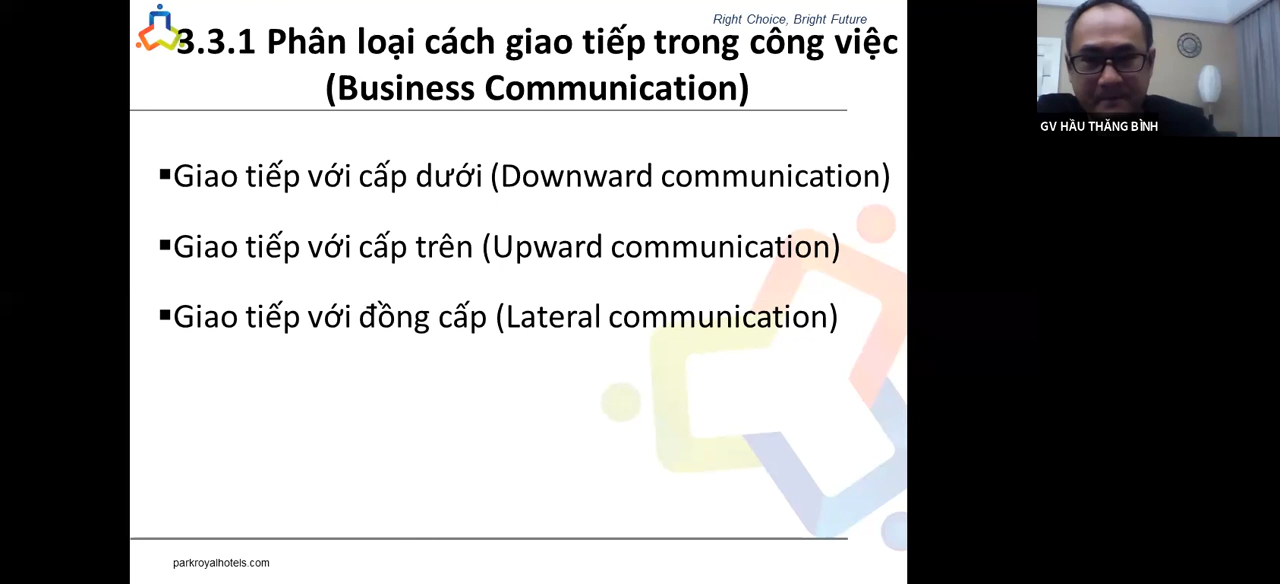 Right Choice, Bright Future
3.3.1 Phân loại cách giao tiếp trong công việc
(Business Communication)
▪Giao tiếp với cấp dưới (Downward communication)
▪Giao tiếp với cấp trên (Upward communication)
▪Giao tiếp với đồng cấp (Lateral communication)
parkroyalhotels.com
GV HẦU THĂNG BÌNH